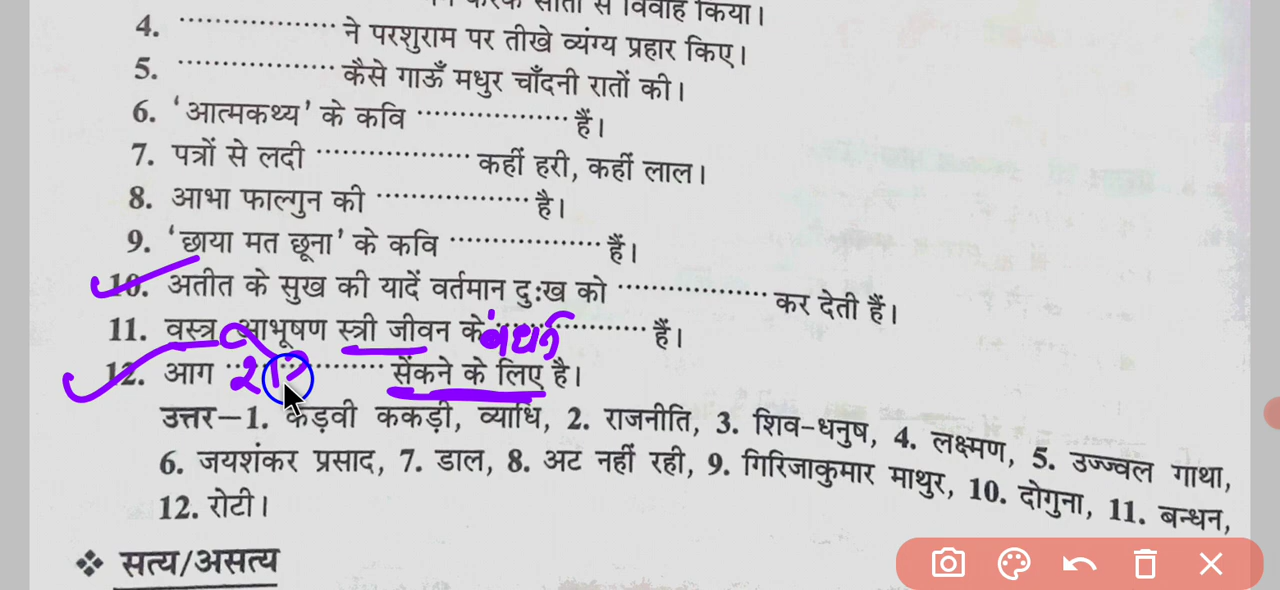 करके सीता से विवाह किया।
4. .................. ने परशुराम पर तीखे व्यंग्य प्रहार किए।
5. .................. कैसे गाऊँ मधुर चाँदनी रातों की।
6. 'आत्मकथ्य' के कवि .................. हैं।
7. पत्रों से लदी .................. कहीं हरी, कहीं लाल।
8. आभा फाल्गुन की .................. है।
9. 'छाया मत छूना' के कवि .................. हैं।
10. अतीत के सुख की यादें वर्तमान दुःख को .................. कर देती हैं।
11. वस्त्र आभूषण स्त्री जीवन के बंधन .................. हैं।
12. आग .................. सेंकने के लिए है।
उत्तर–1. कड़वी ककड़ी, व्याधि, 2. राजनीति, 3. शिव-धनुष, 4. लक्ष्मण, 5. उज्ज्वल गाथा,
6. जयशंकर प्रसाद, 7. डाल, 8. अट नहीं रही, 9. गिरिजाकुमार माथुर, 10. दोगुना, 11. बन्धन,
12. रोटी।
❖ सत्य/असत्य